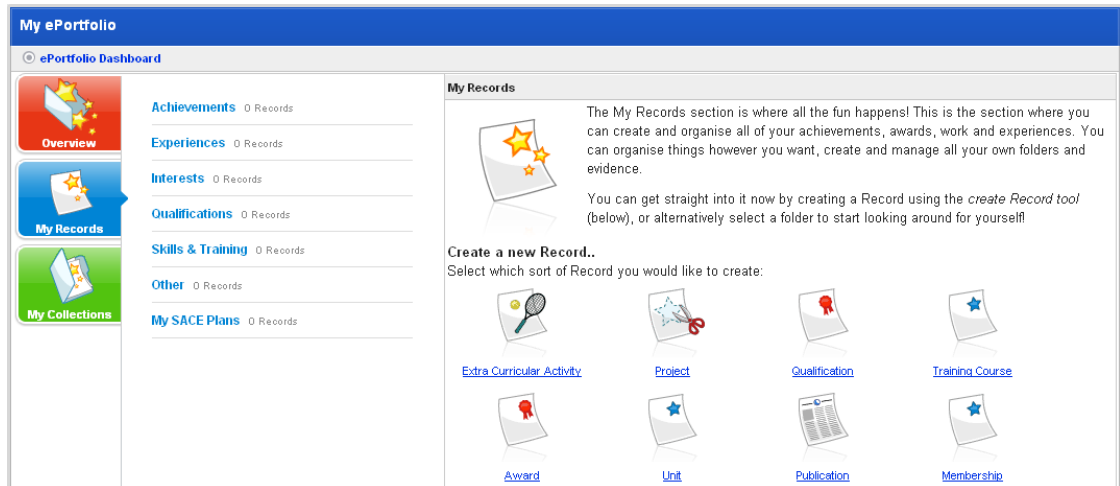 My ePortfolio
ePortfolio Dashboard
Overview
My Records
My Collections
Achievements 0 Records
Experiences 0 Records
Interests 0 Records
Qualifications 0 Records
Skills & Training 0 Records
Other 0 Records
My SACE Plans 0 Records
My Records
The My Records section is where all the fun happens! This is the section where you
can create and organise all of your achievements, awards, work and experiences. You
can organise things however you want, create and manage all your own folders and
evidence.
You can get straight into it now by creating a Record using the create Record tool
(below), or alternatively select a folder to start looking around for yourself!
Create a new Record..
Select which sort of Record you would like to create:
Extra Curricular Activity Project Qualification Training Course
Award Unit Publication Membership